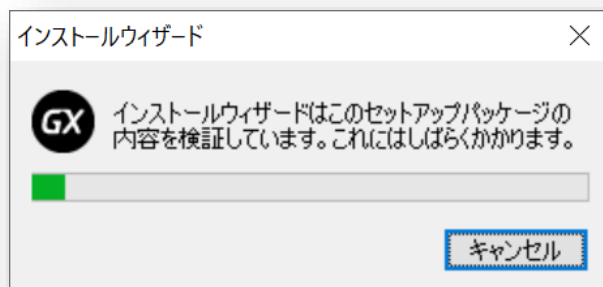 インストールウィザード
GX
インストールウィザードはこのセットアップパッケージの
内容を検証しています。これにはしばらくかかります。
キャンセル